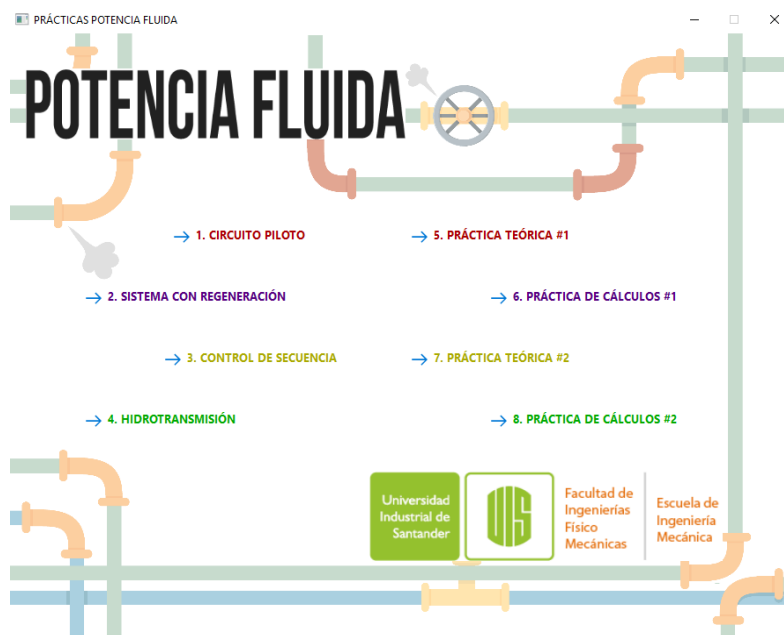 PRÁCTICAS POTENCIA FLUIDA
POTENCIA FLUIDA
1. CIRCUITO PILOTO
5. PRÁCTICA TEÓRICA #1
2. SISTEMA CON REGENERACIÓN
6. PRÁCTICA DE CÁLCULOS #1
3. CONTROL DE SECUENCIA
7. PRÁCTICA TEÓRICA #2
4. HIDROTRANSMISIÓN
8. PRÁCTICA DE CÁLCULOS #2
Universidad
Industrial de
Santander
UIS
Facultad de
Ingenierías
Físico
Mecánicas
Escuela de
Ingeniería
Mecánica